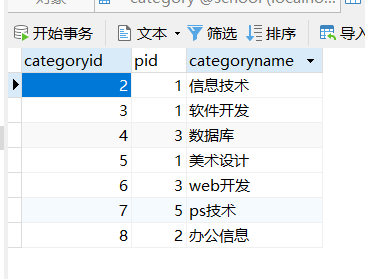 对象 category @school (localho...
开始事务 文本 筛选 排序 导入
categoryid pid categoryname
2 1 信息技术
3 1 软件开发
4 3 数据库
5 1 美术设计
6 3 web开发
7 5 ps技术
8 2 办公信息